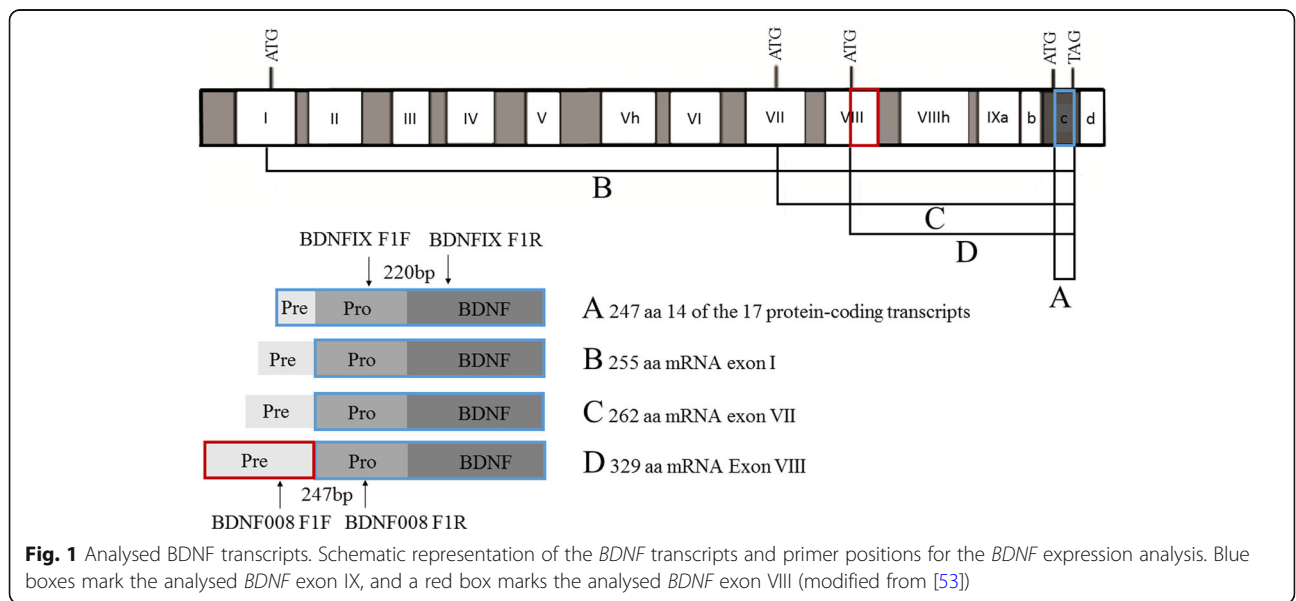 ATG ATG ATG ATG TAG
I II III IV V Vh VI VII VIII VIIIh IXa b c d
B
C
D
A
BDNFIX F1F BDNFIX F1R
220bp
Pre Pro BDNF A 247 aa 14 of the 17 protein-coding transcripts
Pre Pro BDNF B 255 aa mRNA exon I
Pre Pro BDNF C 262 aa mRNA exon VII
Pre Pro BDNF D 329 aa mRNA Exon VIII
247bp
BDNF008 F1F BDNF008 F1R
Fig. 1 Analysed BDNF transcripts. Schematic representation of the BDNF transcripts and primer positions for the BDNF expression analysis. Blue
boxes mark the analysed BDNF exon IX, and a red box marks the analysed BDNF exon VIII (modified from [53])